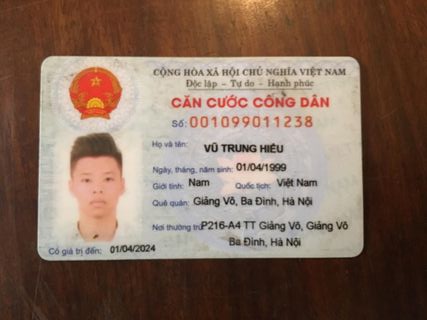 CỘNG HÒA XÃ HỘI CHỦ NGHĨA VIỆT NAM
Độc lập - Tự do - Hạnh phúc
CĂN CƯỚC CÔNG DÂN
Số: 001099011238
Họ và tên: VŨ TRUNG HIẾU
Ngày, tháng, năm sinh: 01/04/1999
Giới tính: Nam Quốc tịch: Việt Nam
Quê quán: Giảng Võ, Ba Đình, Hà Nội
Nơi thường trú: P216-A4 TT Giảng Võ, Giảng Võ
Ba Đình, Hà Nội
Có giá trị đến: 01/04/2024